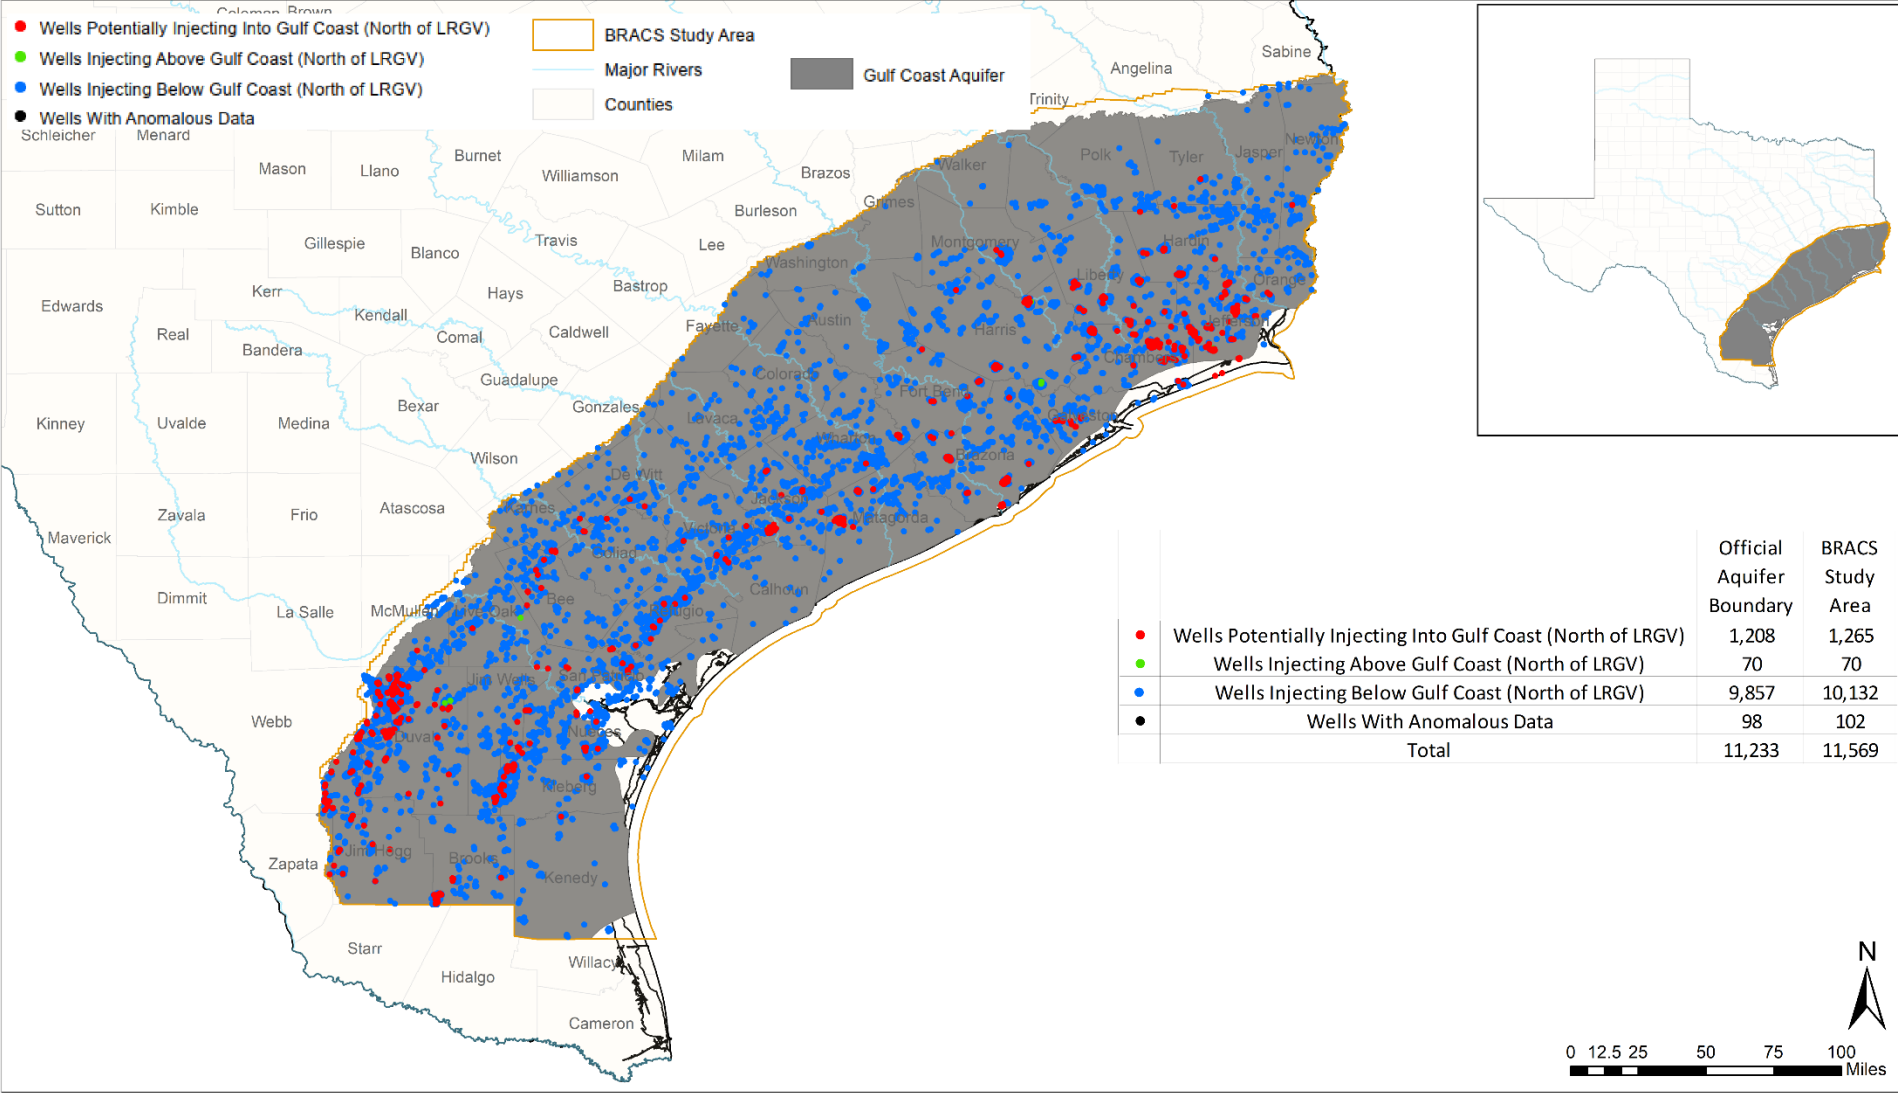 Coleman Brown
Wells Potentially Injecting Into Gulf Coast (North of LRGV)
Wells Injecting Above Gulf Coast (North of LRGV)
Wells Injecting Below Gulf Coast (North of LRGV)
Wells With Anomalous Data
BRACS Study Area
Major Rivers
Counties
Gulf Coast Aquifer
Sabine
Angelina
Trinity
Schleicher
Menard
Mason
Llano
Burnet
Williamson
Milam
Brazos
Grimes
Walker
Polk
Tyler
Jasper
Newton
Sutton
Kimble
Gillespie
Blanco
Travis
Burleson
Lee
Washington
Montgomery
Liberty
Hardin
Orange
Edwards
Real
Kerr
Kendall
Hays
Bastrop
Fayette
Austin
Harris
Jefferson
Chambers
Bandera
Comal
Caldwell
Guadalupe
Colorado
Fort Bend
Galveston
Kinney
Uvalde
Medina
Bexar
Gonzales
Lavaca
Wharton
Brazoria
Wilson
De Witt
Jackson
Matagorda
Maverick
Zavala
Frio
Atascosa
Karnes
Victoria
Goliad
Calhoun
Dimmit
La Salle
McMullen
Live Oak
Bee
Refugio
Webb
Duval
Jim Wells
San Patricio
Nueces
Kleberg
Zapata
Jim Hogg
Brooks
Kenedy
Starr
Hidalgo
Willacy
Cameron
Official Aquifer Boundary
BRACS Study Area
Wells Potentially Injecting Into Gulf Coast (North of LRGV) 1,208 1,265
Wells Injecting Above Gulf Coast (North of LRGV) 70 70
Wells Injecting Below Gulf Coast (North of LRGV) 9,857 10,132
Wells With Anomalous Data 98 102
Total 11,233 11,569
N
0 12.5 25 50 75 100
Miles